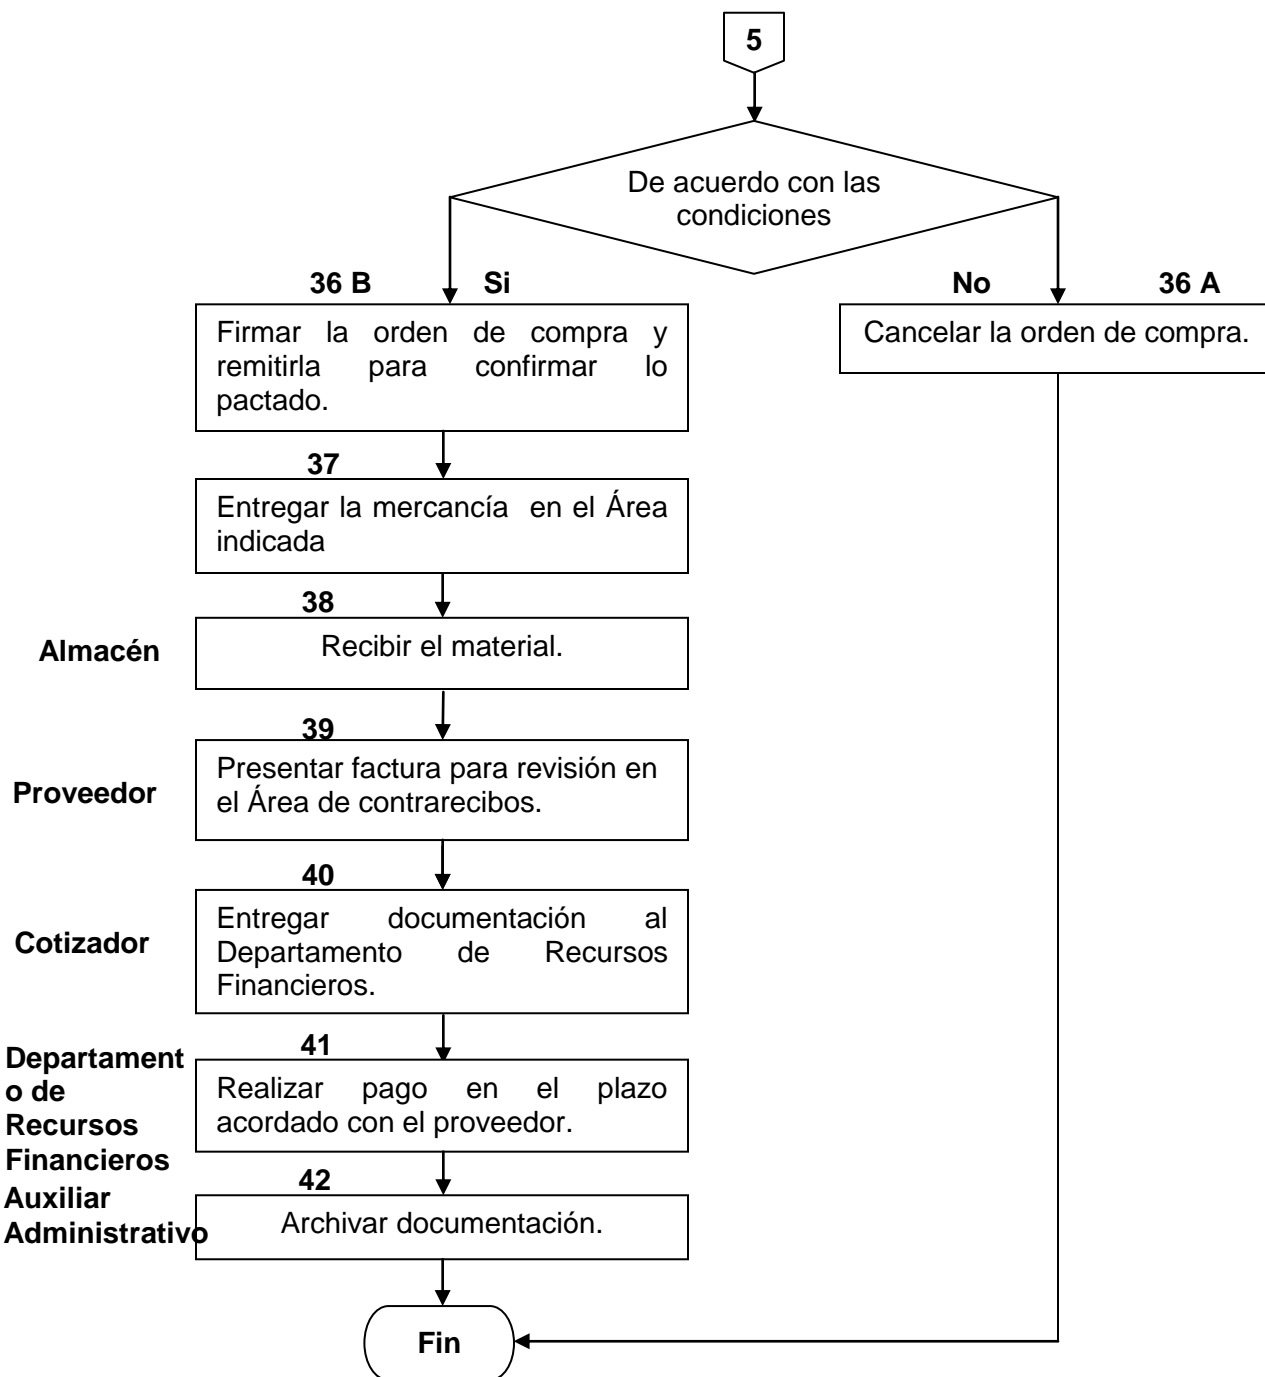 5
De acuerdo con las
condiciones
36 B
Si
No
36 A
Firmar la orden de compra y
remitirla para confirmar lo
pactado.
Cancelar la orden de compra.
37
Entregar la mercancía en el Área
indicada
38
Almacén
Recibir el material.
39
Proveedor
Presentar factura para revisión en
el Área de contrarecibos.
40
Cotizador
Entregar documentación al
Departamento de Recursos
Financieros.
41
Departament
o de
Recursos
Financieros
Realizar pago en el plazo
acordado con el proveedor.
42
Auxiliar
Administrativo
Archivar documentación.
Fin